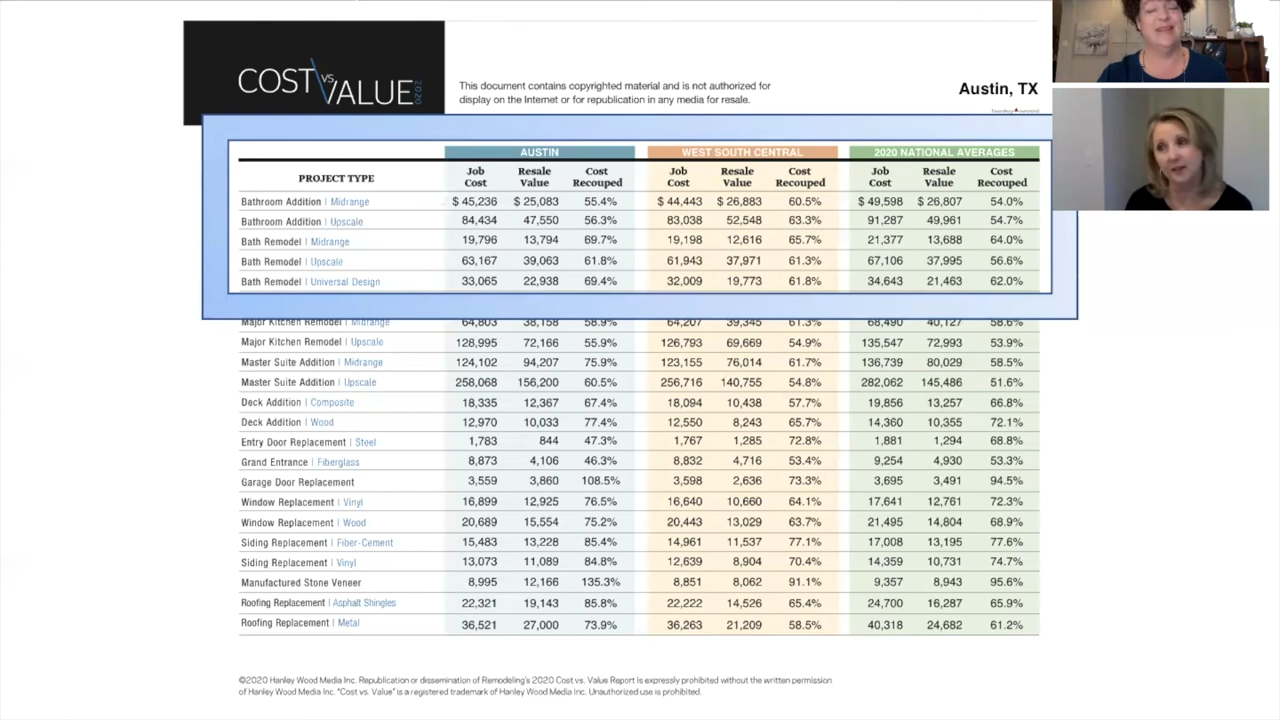 COST VS VALUE 2020
This document contains copyrighted material and is not authorized for
display on the Internet or for republication in any media for resale.
Austin, TX
AUSTIN WEST SOUTH CENTRAL 2020 NATIONAL AVERAGES
PROJECT TYPE Job Cost Resale Value Cost Recouped Job Cost Resale Value Cost Recouped Job Cost Resale Value Cost Recouped
Bathroom Addition | Midrange $ 45,236 $ 25,083 55.4% $ 44,443 $ 26,883 60.5% $ 49,598 $ 26,807 54.0%
Bathroom Addition | Upscale 84,434 47,550 56.3% 83,038 52,548 63.3% 91,287 49,961 54.7%
Bath Remodel | Midrange 19,796 13,794 69.7% 19,198 12,616 65.7% 21,377 13,688 64.0%
Bath Remodel | Upscale 63,167 39,063 61.8% 61,943 37,971 61.3% 67,106 37,995 56.6%
Bath Remodel | Universal Design 33,065 22,938 69.4% 32,009 19,773 61.8% 34,643 21,463 62.0%
Major Kitchen Remodel | Midrange 64,803 38,158 58.9% 64,207 39,345 61.3% 68,490 40,127 58.6%
Major Kitchen Remodel | Upscale 128,995 72,166 55.9% 126,793 69,669 54.9% 135,547 72,993 53.9%
Master Suite Addition | Midrange 124,102 94,207 75.9% 123,155 76,014 61.7% 136,739 80,029 58.5%
Master Suite Addition | Upscale 258,068 156,200 60.5% 256,716 140,755 54.8% 282,062 145,486 51.6%
Deck Addition | Composite 18,335 12,367 67.4% 18,094 10,438 57.7% 19,856 13,257 66.8%
Deck Addition | Wood 12,970 10,033 77.4% 12,550 8,243 65.7% 14,360 10,355 72.1%
Entry Door Replacement | Steel 1,783 844 47.3% 1,767 1,285 72.8% 1,881 1,294 68.8%
Grand Entrance | Fiberglass 8,873 4,106 46.3% 8,832 4,716 53.4% 9,254 4,930 53.3%
Garage Door Replacement 3,559 3,860 108.5% 3,598 2,636 73.3% 3,695 3,491 94.5%
Window Replacement | Vinyl 16,899 12,925 76.5% 16,640 10,660 64.1% 17,641 12,761 72.3%
Window Replacement | Wood 20,689 15,554 75.2% 20,443 13,029 63.7% 21,495 14,804 68.9%
Siding Replacement | Fiber-Cement 15,483 13,228 85.4% 14,961 11,537 77.1% 17,008 13,195 77.6%
Siding Replacement | Vinyl 13,073 11,089 84.8% 12,639 8,904 70.4% 14,359 10,731 74.7%
Manufactured Stone Veneer 8,995 12,166 135.3% 8,851 8,062 91.1% 9,357 8,943 95.6%
Roofing Replacement | Asphalt Shingles 22,321 19,143 85.8% 22,222 14,526 65.4% 24,700 16,287 65.9%
Roofing Replacement | Metal 36,521 27,000 73.9% 36,263 21,209 58.5% 40,318 24,682 61.2%
©2020 Hanley Wood Media Inc. Republication or dissemination of Remodeling's 2020 Cost vs. Value Report is expressly prohibited without the written permission
of Hanley Wood Media Inc. "Cost vs. Value" is a registered trademark of Hanley Wood Media Inc. Unauthorized use is prohibited.